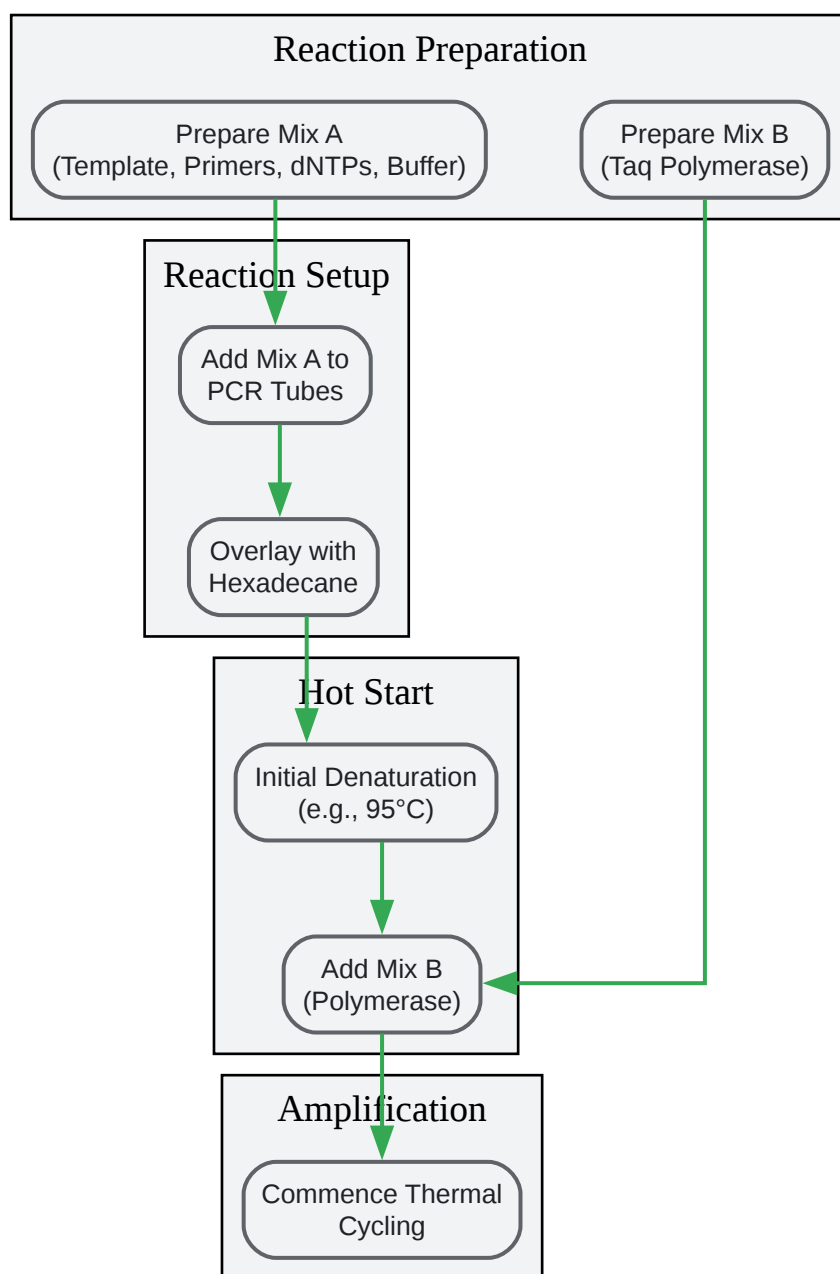 Reaction Preparation
Prepare Mix A
(Template, Primers, dNTPs, Buffer)
Prepare Mix B
(Taq Polymerase)
Reaction Setup
Add Mix A to
PCR Tubes
Overlay with
Hexadecane
Hot Start
Initial Denaturation
(e.g., 95°C)
Add Mix B
(Polymerase)
Amplification
Commence Thermal
Cycling